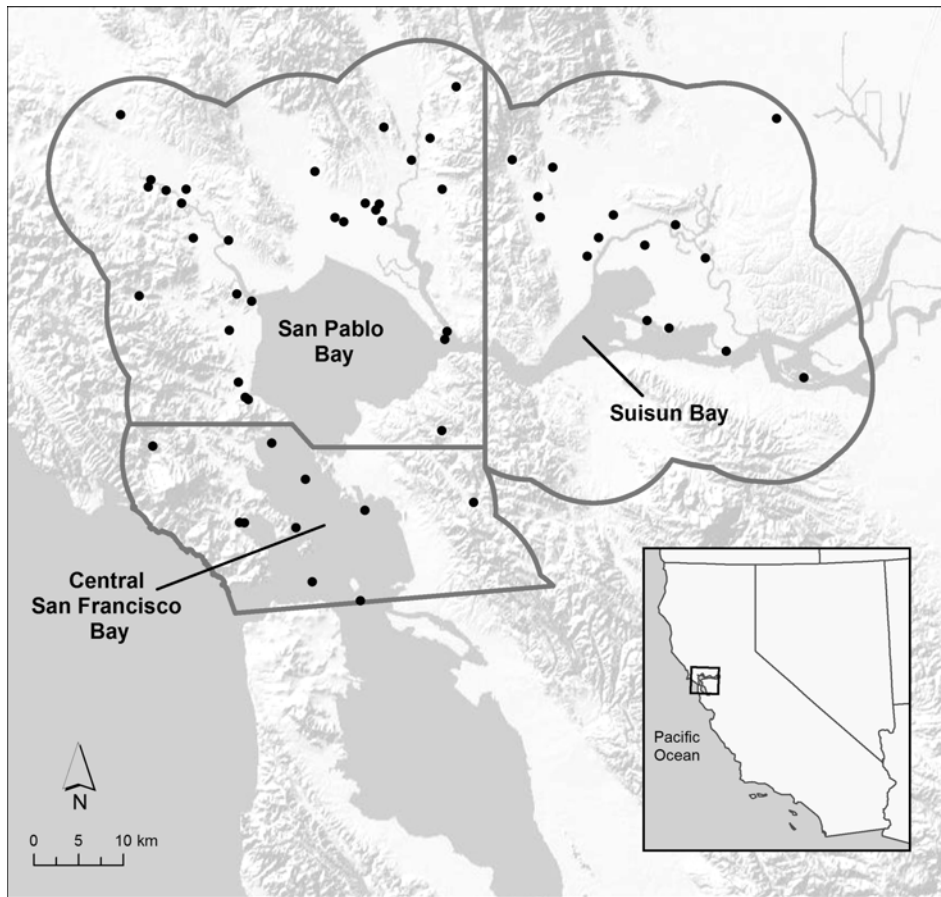 San Pablo
Bay
Suisun Bay
Central
San Francisco
Bay
Pacific
Ocean
N
0 5 10 km